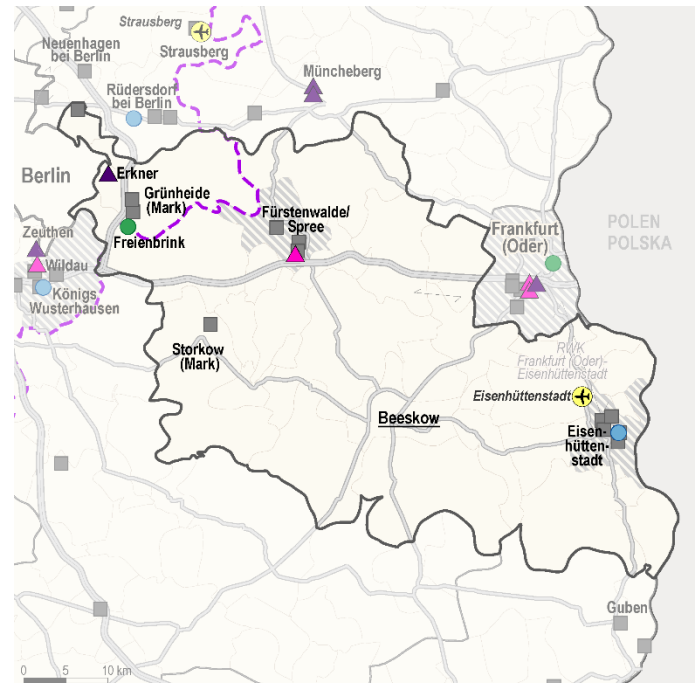 Strausberg
Strausberg
Neuenhagen
bei Berlin
Müncheberg
Rüdersdorf
bei Berlin
Berlin
Erkner
Grünheide
(Mark)
Fürstenwalde/
Spree
Freienbrink
Frankfurt
(Oder)
POLEN
POLSKA
Zeuthen
Wildau
Königs
Wusterhausen
Storkow
(Mark)
RWK
Frankfurt (Oder)-
Eisenhüttenstadt
Eisenhüttenstadt
Beeskow
Eisen-
hütten-
stadt
Guben
0 5 10 km